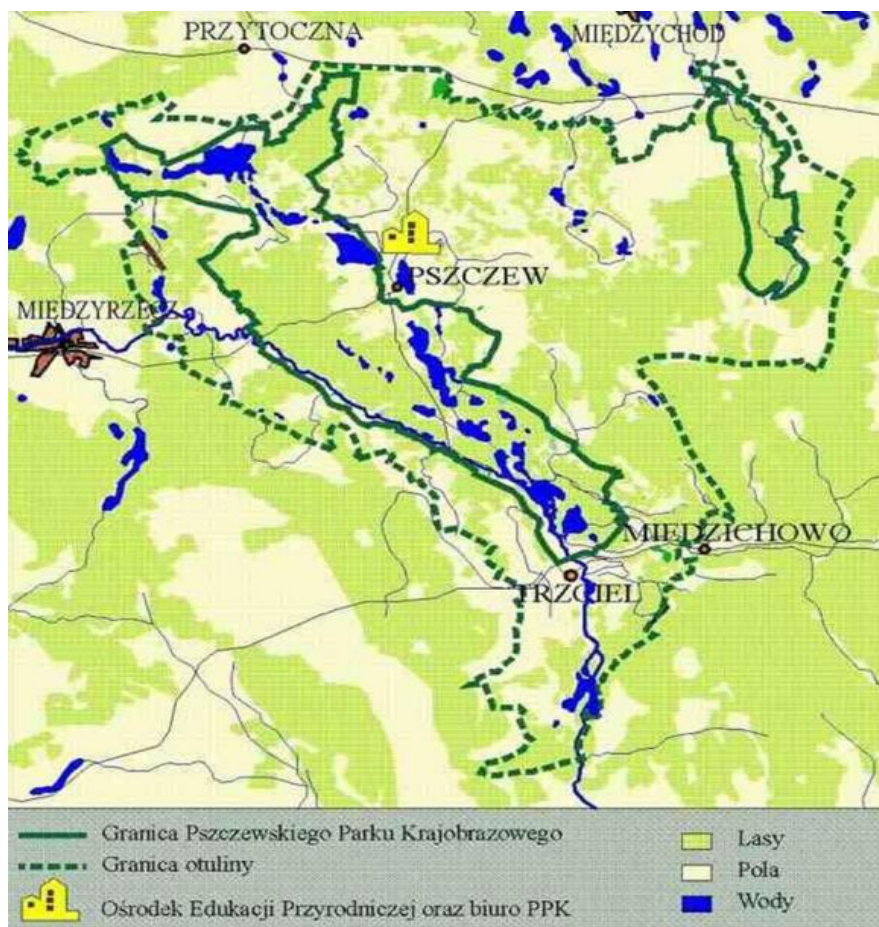 PRZYTOCZNA
MIĘDZYCHÓD
PSZCZEW
MIĘDZYRZECZ
MIEDZICHOWO
TRZCIEL
Granica Pszczewskiego Parku Krajobrazowego
Granica otuliny
Ośrodek Edukacji Przyrodniczej oraz biuro PPK
Lasy
Pola
Wody